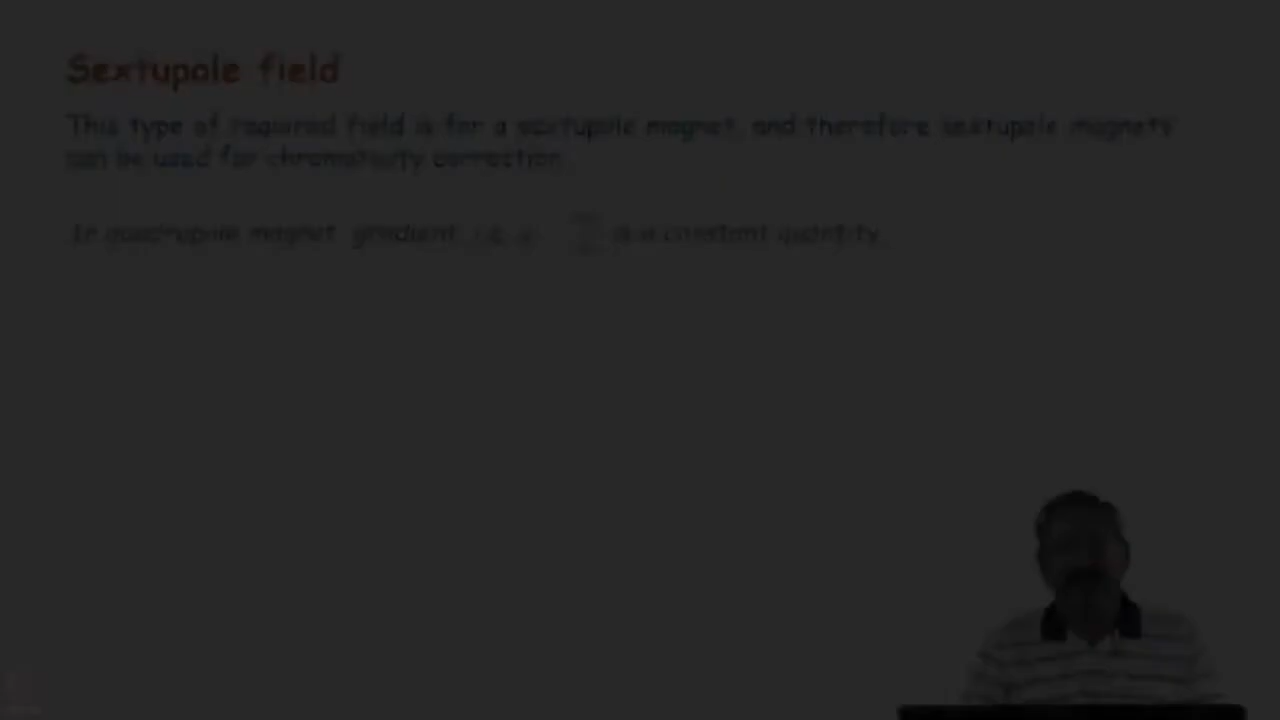 Sextupole field
This type of required field is for a sextupole magnet, and therefore sextupole magnets
can be used for chromaticity correction.
In quadrupole magnet gradient, i.e. g is a constant quantity.